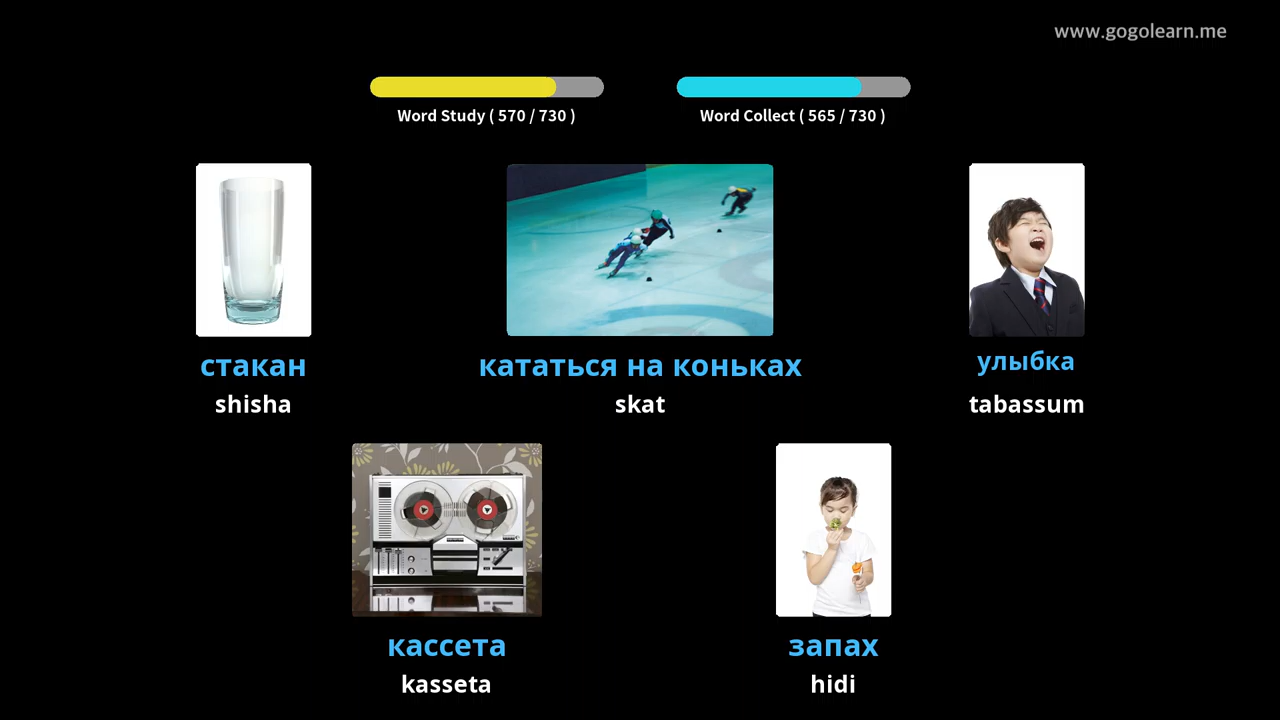 www.gogolearn.me
Word Study ( 570 / 730 )
Word Collect ( 565 / 730 )
стакан
shisha
кататься на коньках
skat
улыбка
tabassum
кассета
kasseta
запах
hidi